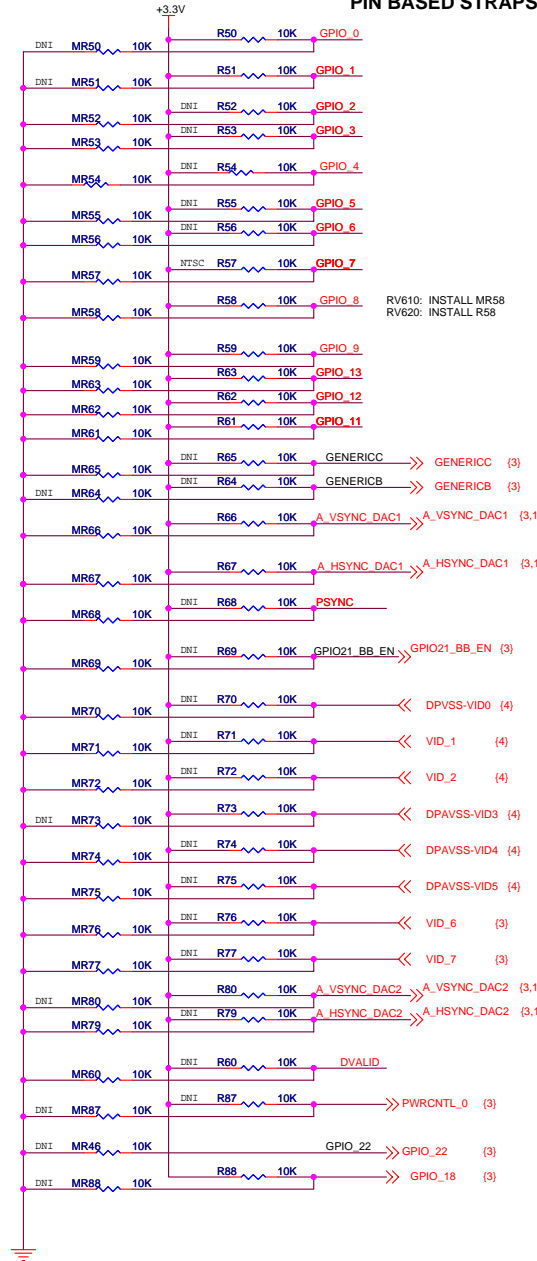 PIN BASED STRAPS
+3.3V
R50 10K GPIO_0
DNI MR50 10K
R51 10K GPIO_1
DNI MR51 10K
DNI R52 10K GPIO_2
MR52 10K
DNI R53 10K GPIO_3
MR53 10K
DNI R54 10K GPIO_4
MR54 10K
DNI R55 10K GPIO_5
MR55 10K
DNI R56 10K GPIO_6
MR56 10K
NTSC R57 10K GPIO_7
MR57 10K
R58 10K GPIO_8 RV610: INSTALL MR58
MR58 10K RV620: INSTALL R58
R59 10K GPIO_9
MR59 10K
R63 10K GPIO_13
MR63 10K
R62 10K GPIO_12
MR62 10K
R61 10K GPIO_11
MR61 10K
DNI R65 10K GENERICC GENERICC {3}
MR65 10K
DNI R64 10K GENERICB GENERICB {3}
DNI MR64 10K
R66 10K A_VSYNC_DAC1 A_VSYNC_DAC1 {3,1
MR66 10K
R67 10K A_HSYNC_DAC1 A_HSYNC_DAC1 {3,1
MR67 10K
DNI R68 10K PSYNC
MR68 10K
DNI R69 10K GPIO21_BB_EN GPIO21_BB_EN {3}
MR69 10K
DNI R70 10K DPVSS-VID0 {4}
MR70 10K
DNI R71 10K VID_1 {4}
MR71 10K
DNI R72 10K VID_2 {4}
MR72 10K
R73 10K DPAVSS-VID3 {4}
DNI MR73 10K
DNI R74 10K DPAVSS-VID4 {4}
MR74 10K
DNI R75 10K DPAVSS-VID5 {4}
MR75 10K
DNI R76 10K VID_6 {3}
MR76 10K
DNI R77 10K VID_7 {3}
MR77 10K
R80 10K A_VSYNC_DAC2 A_VSYNC_DAC2 {3,1
DNI MR80 10K
DNI R79 10K A_HSYNC_DAC2 A_HSYNC_DAC2 {3,1
MR79 10K
DNI R60 10K DVALID
MR60 10K
DNI R87 10K PWRCNTL_0 {3}
DNI MR87 10K
DNI MR46 10K GPIO_22 GPIO_22 {3}
R88 10K GPIO_18 {3}
DNI MR88 10K